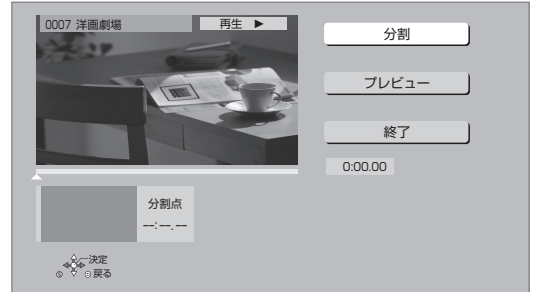 0007 洋画劇場
再生 ▶
分割
プレビュー
終了
0:00.00
分割点
--:--.--
決定
戻る